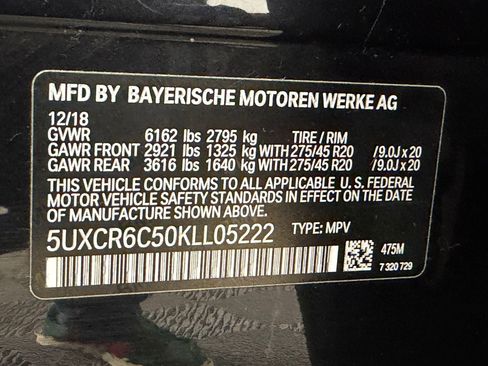 MFD BY BAYERISCHE MOTOREN WERKE AG
12/18
GVWR 6162 lbs 2795 kg TIRE / RIM
GAWR FRONT 2921 lbs 1325 kg WITH 275/45 R20 /9.0J x 20
GAWR REAR 3616 lbs 1640 kg WITH 275/45 R20 /9.0J x 20
THIS VEHICLE CONFORMS TO ALL APPLICABLE U. S. FEDERAL
MOTOR VEHICLE SAFETY STANDARDS IN EFFECT ON THE
DATE OF MANUFACTURE SHOWN ABOVE.
5UXCR6C50KLL05222 TYPE: MPV
475M
7 320 729